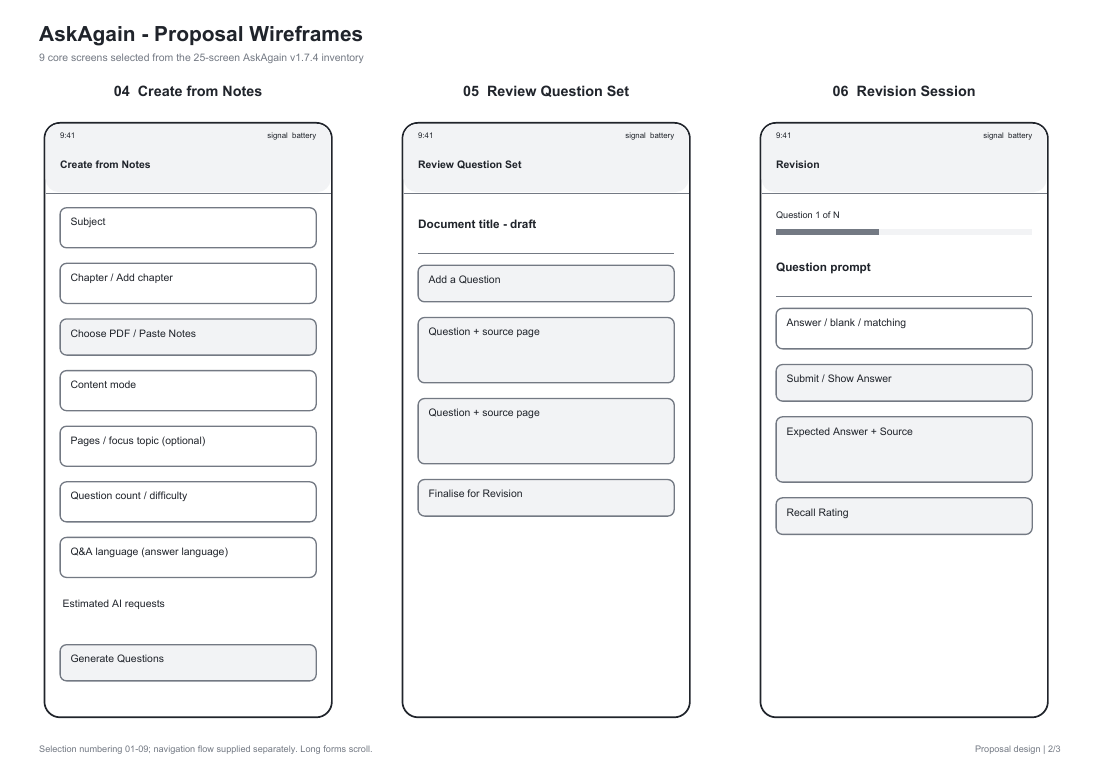 AskAgain - Proposal Wireframes
9 core screens selected from the 25-screen AskAgain v1.7.4 inventory
04 Create from Notes
9:41 signal battery
Create from Notes
Subject
Chapter / Add chapter
Choose PDF / Paste Notes
Content mode
Pages / focus topic (optional)
Question count / difficulty
Q&A language (answer language)
Estimated AI requests
Generate Questions
05 Review Question Set
9:41 signal battery
Review Question Set
Document title - draft
Add a Question
Question + source page
Question + source page
Finalise for Revision
06 Revision Session
9:41 signal battery
Revision
Question 1 of N
Question prompt
Answer / blank / matching
Submit / Show Answer
Expected Answer + Source
Recall Rating
Selection numbering 01-09; navigation flow supplied separately. Long forms scroll.
Proposal design | 2/3